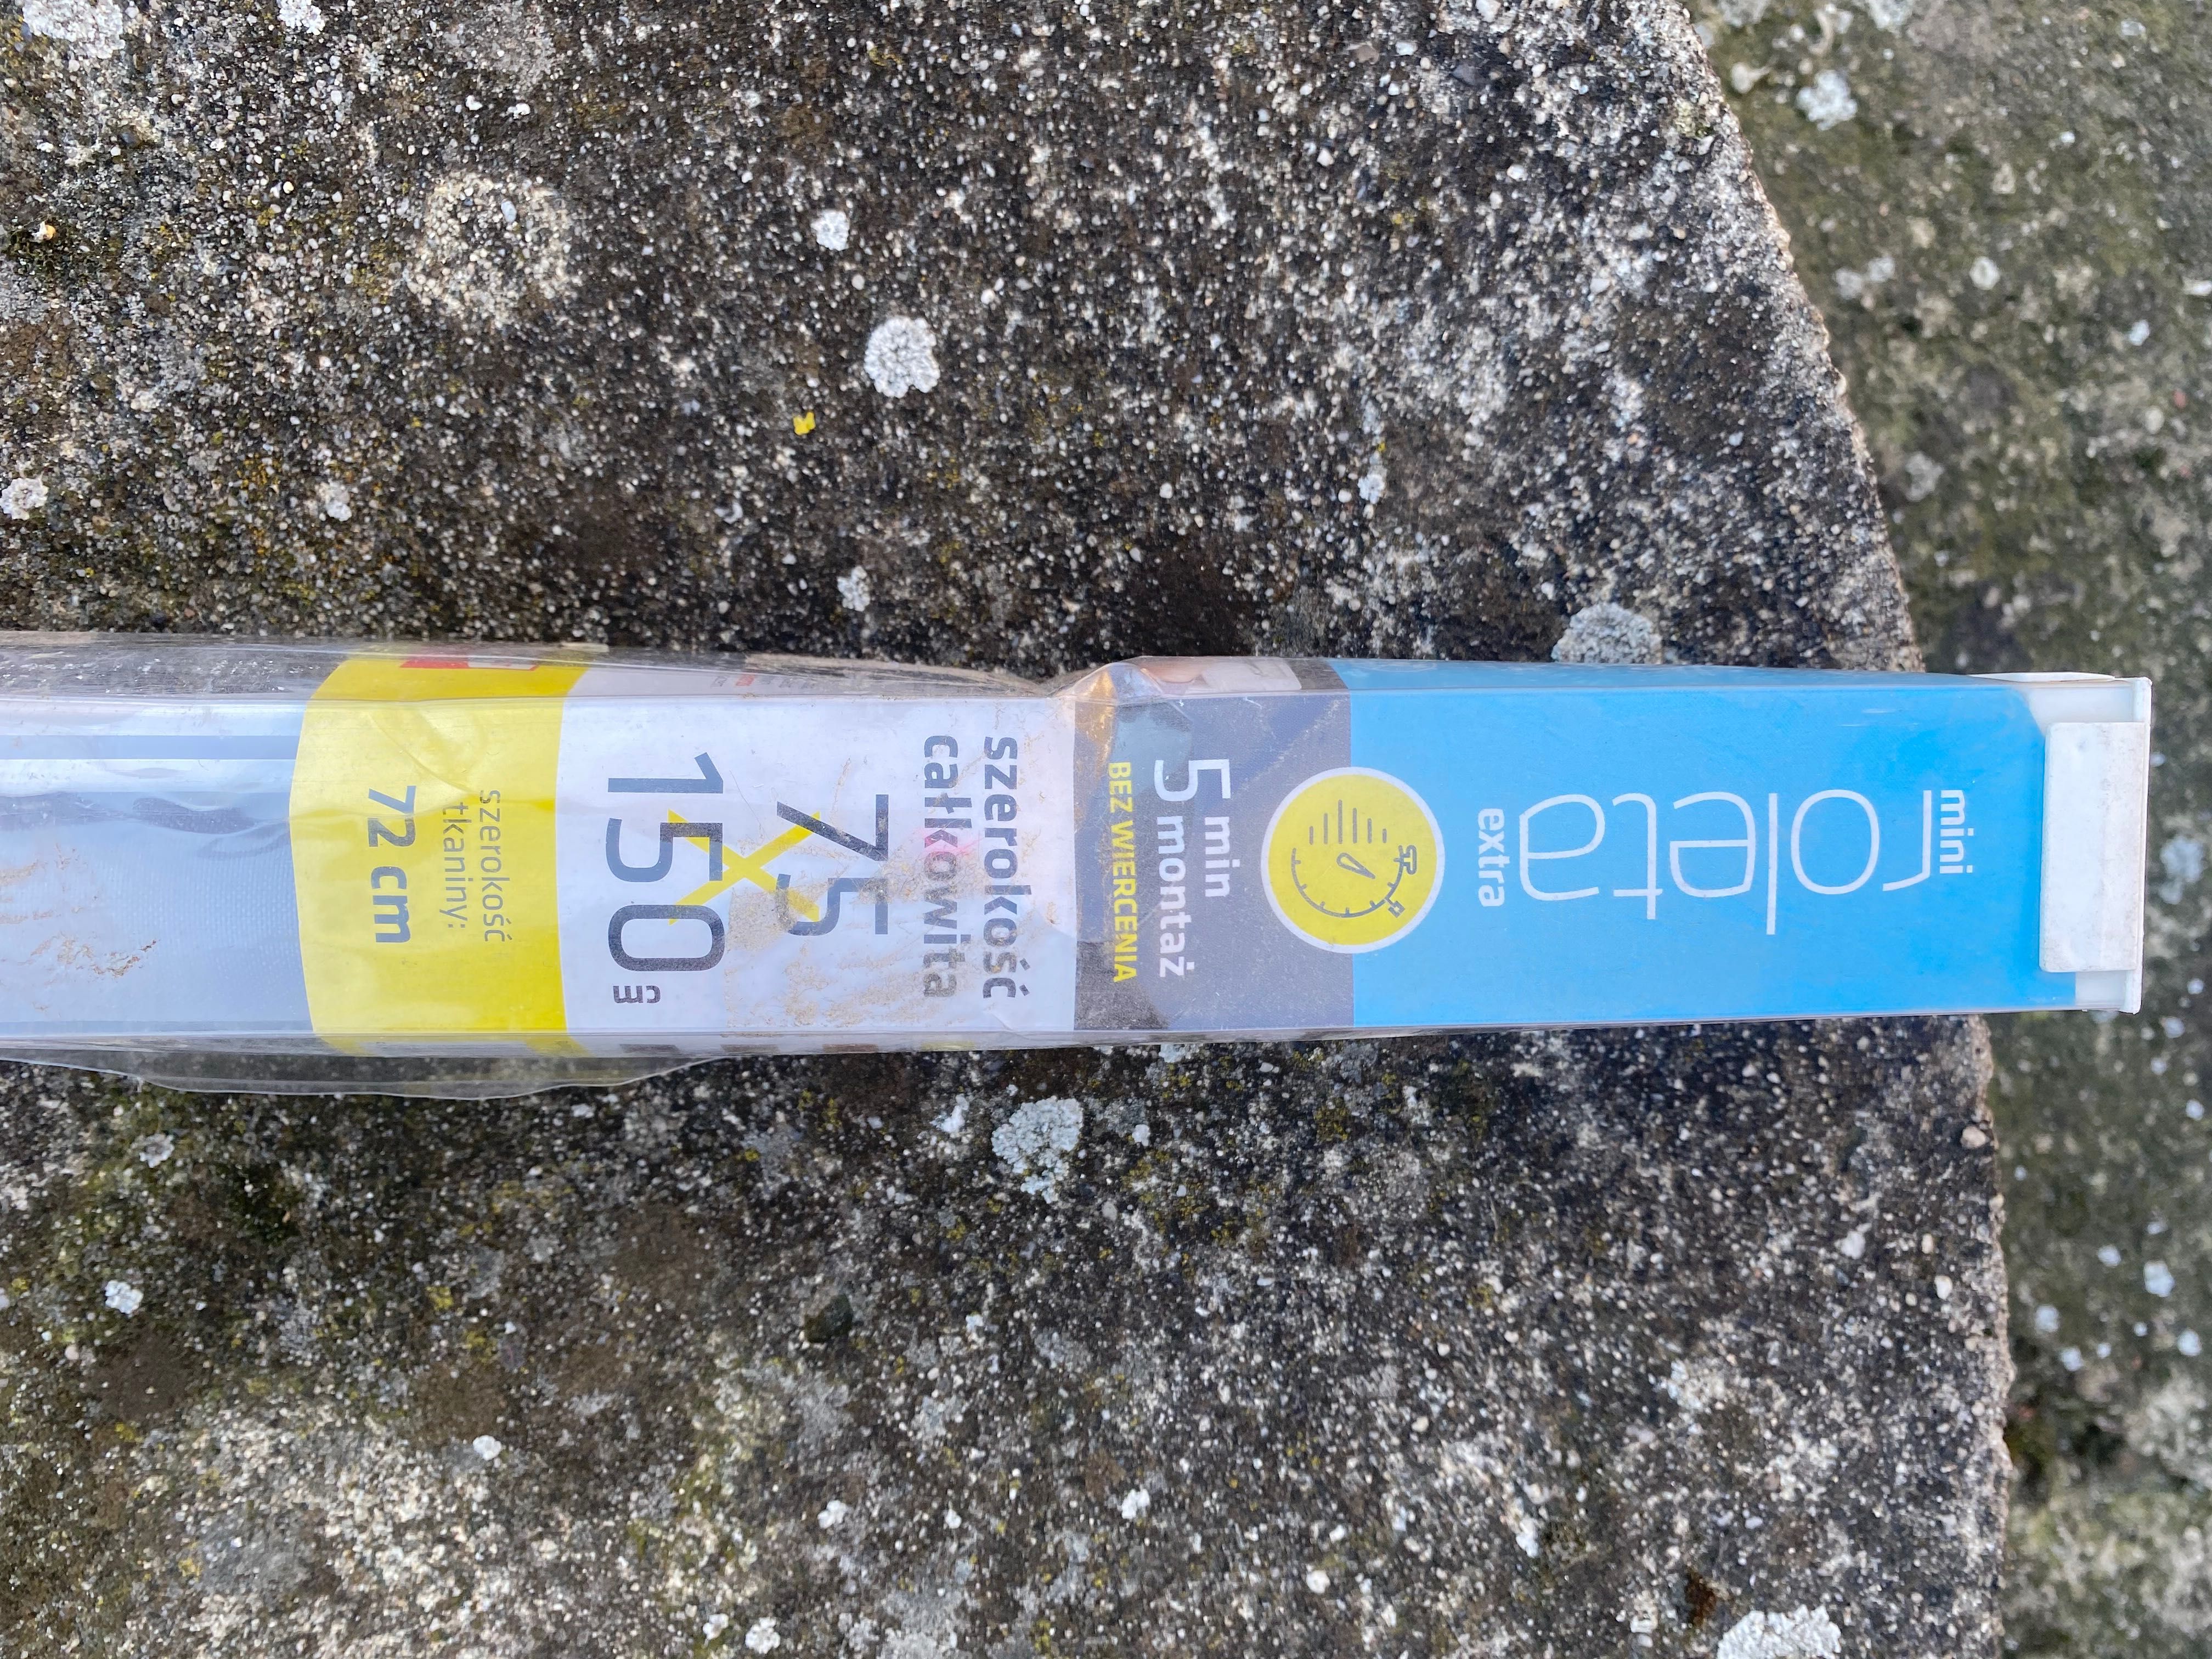 mini
roleta
extra
5 min
montaż
BEZ WIERCENIA
szerokość
całkowita
75
x
150 cm
szerokość
tkaniny:
72 cm